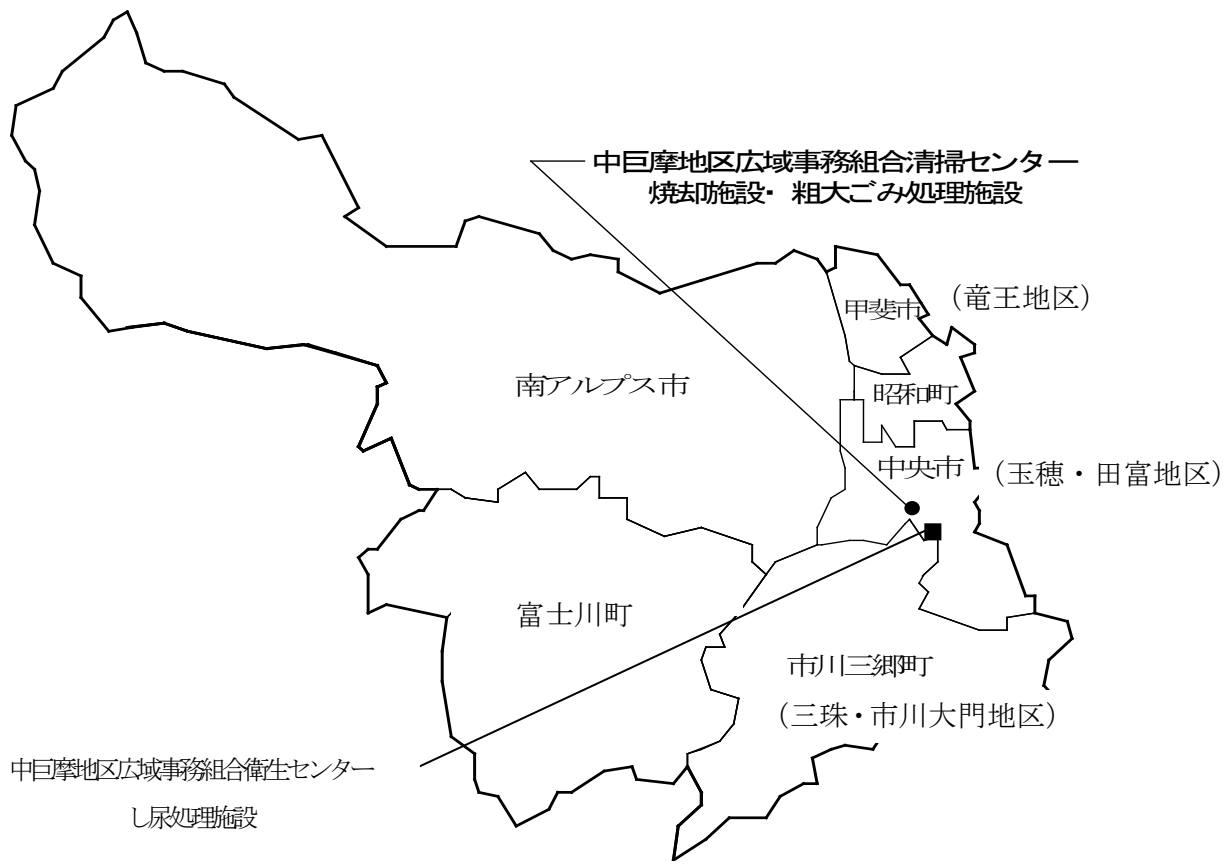 中巨摩地区広域事務組合清掃センター
焼却施設・ 粗大ごみ処理施設
甲斐市
（竜王地区）
南アルプス市
昭和町
中央市
（玉穂・田富地区）
富士川町
市川三郷町
（三珠・市川大門地区）
中巨摩地区広域事務組合衛生センター
し尿処理施設